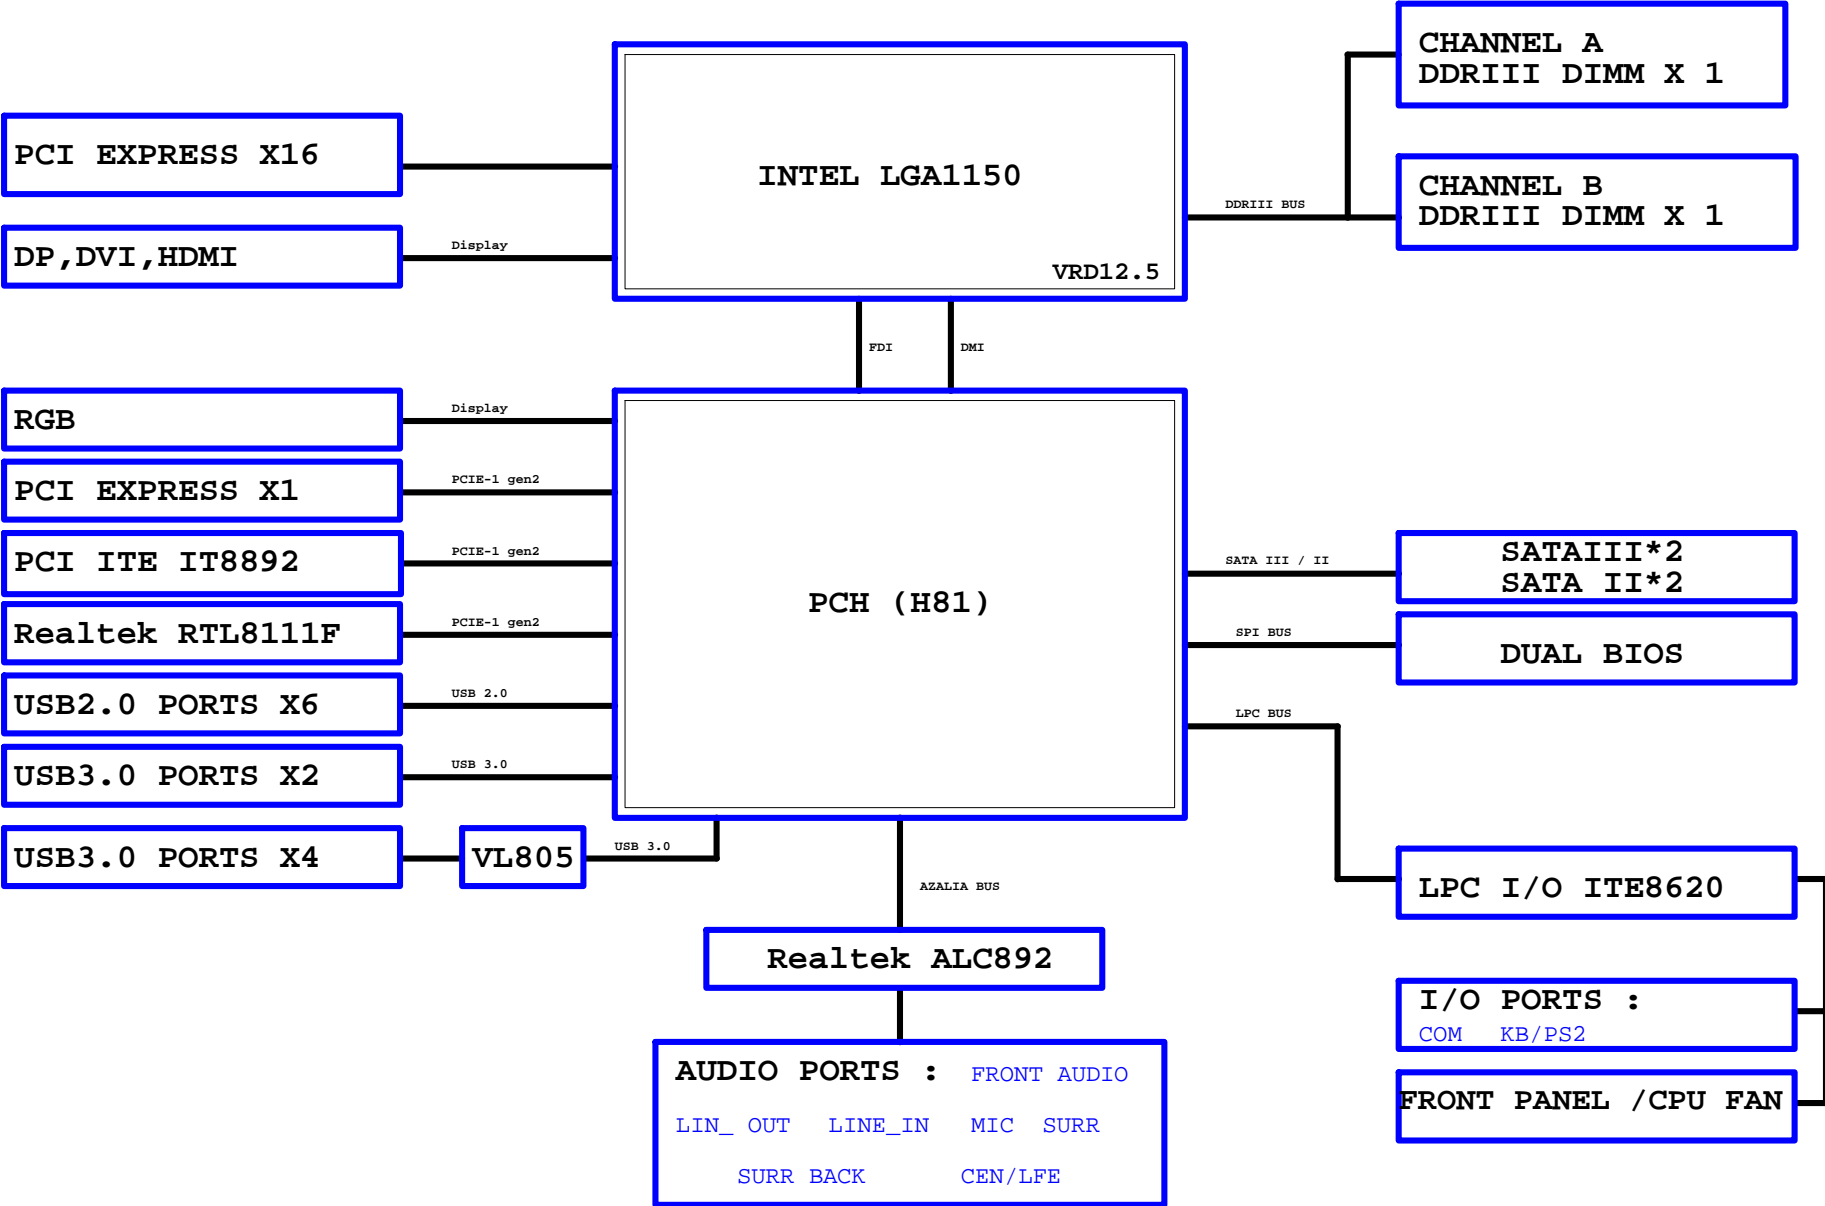 CHANNEL A
DDRIII DIMM X 1
PCI EXPRESS X16
INTEL LGA1150
CHANNEL B
DDRIII DIMM X 1
DDRIII BUS
DP,DVI,HDMI
Display
VRD12.5
FDI
DMI
RGB
Display
PCI EXPRESS X1
PCIE-1 gen2
PCI ITE IT8892
PCIE-1 gen2
SATA III / II
SATAIII*2
SATA II*2
PCH (H81)
Realtek RTL8111F
PCIE-1 gen2
SPI BUS
DUAL BIOS
USB2.0 PORTS X6
USB 2.0
LPC BUS
USB3.0 PORTS X2
USB 3.0
USB3.0 PORTS X4
VL805
USB 3.0
AZALIA BUS
LPC I/O ITE8620
Realtek ALC892
I/O PORTS :
COM KB/PS2
AUDIO PORTS : FRONT AUDIO
FRONT PANEL /CPU FAN
LIN_ OUT LINE_IN MIC SURR
SURR BACK CEN/LFE